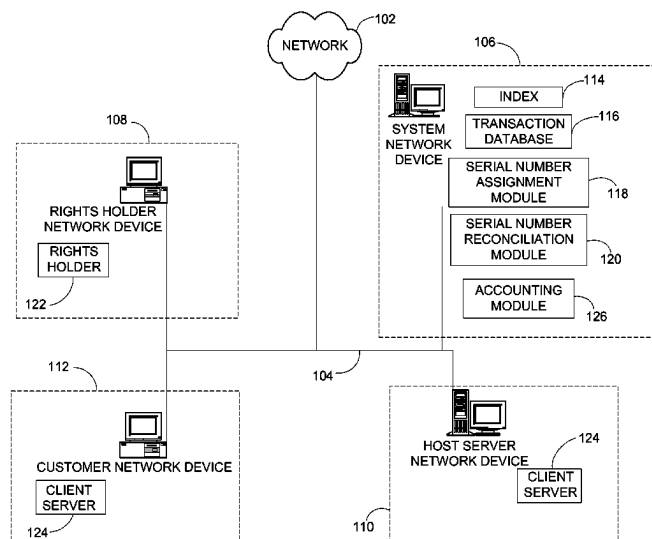 102
NETWORK
106
114
INDEX
SYSTEM
NETWORK
DEVICE
TRANSACTION
DATABASE
116
SERIAL NUMBER
ASSIGNMENT
MODULE
118
SERIAL NUMBER
RECONCILIATION
MODULE
120
ACCOUNTING
MODULE
126
108
RIGHTS HOLDER
NETWORK DEVICE
RIGHTS
HOLDER
122
104
112
CUSTOMER NETWORK DEVICE
CLIENT
SERVER
124
HOST SERVER
NETWORK DEVICE
124
CLIENT
SERVER
110